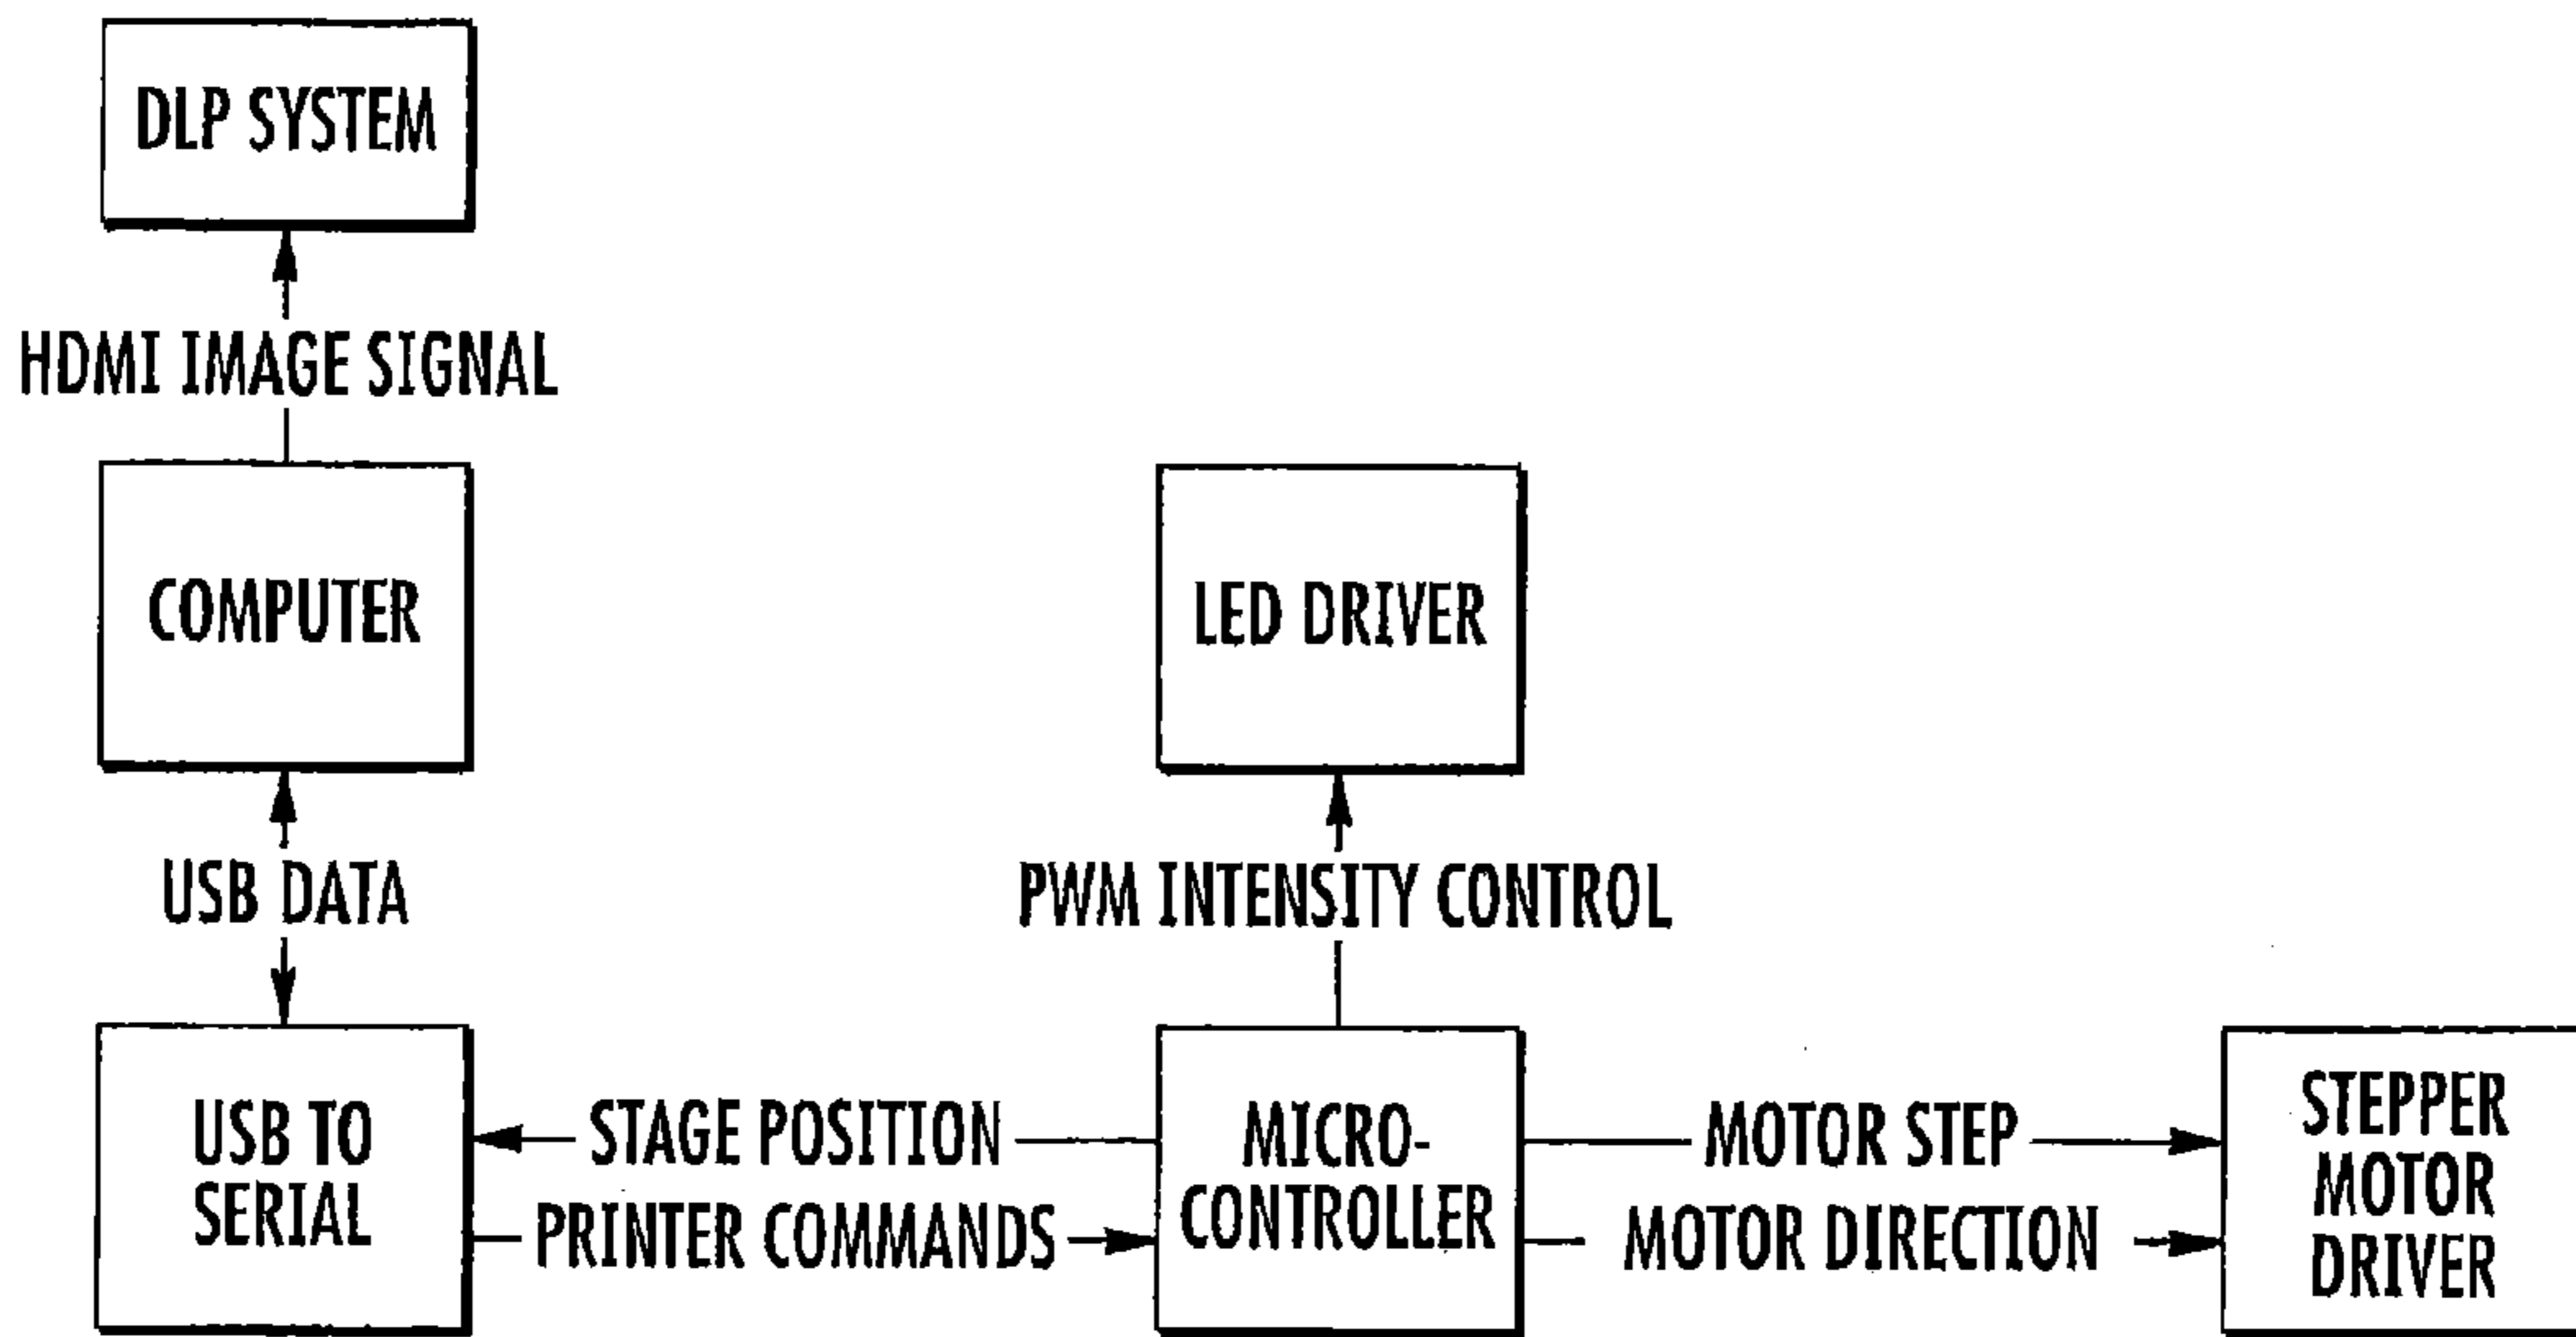 DLP SYSTEM
HDMI IMAGE SIGNAL
COMPUTER
LED DRIVER
USB DATA
PWM INTENSITY CONTROL
USB TO
SERIAL
STAGE POSITION
PRINTER COMMANDS
MICRO-
CONTROLLER
MOTOR STEP
MOTOR DIRECTION
STEPPER
MOTOR
DRIVER